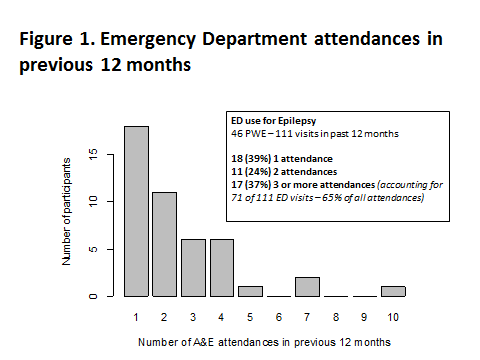 Figure 1. Emergency Department attendances in
previous 12 months
ED use for Epilepsy
46 PWE – 111 visits in past 12 months
18 (39%) 1 attendance
11 (24%) 2 attendances
17 (37%) 3 or more attendances (accounting for
71 of 111 ED visits – 65% of all attendances)
Number of participants
15
10
5
0
1 2 3 4 5 6 7 8 9 10
Number of A&E attendances in previous 12 months